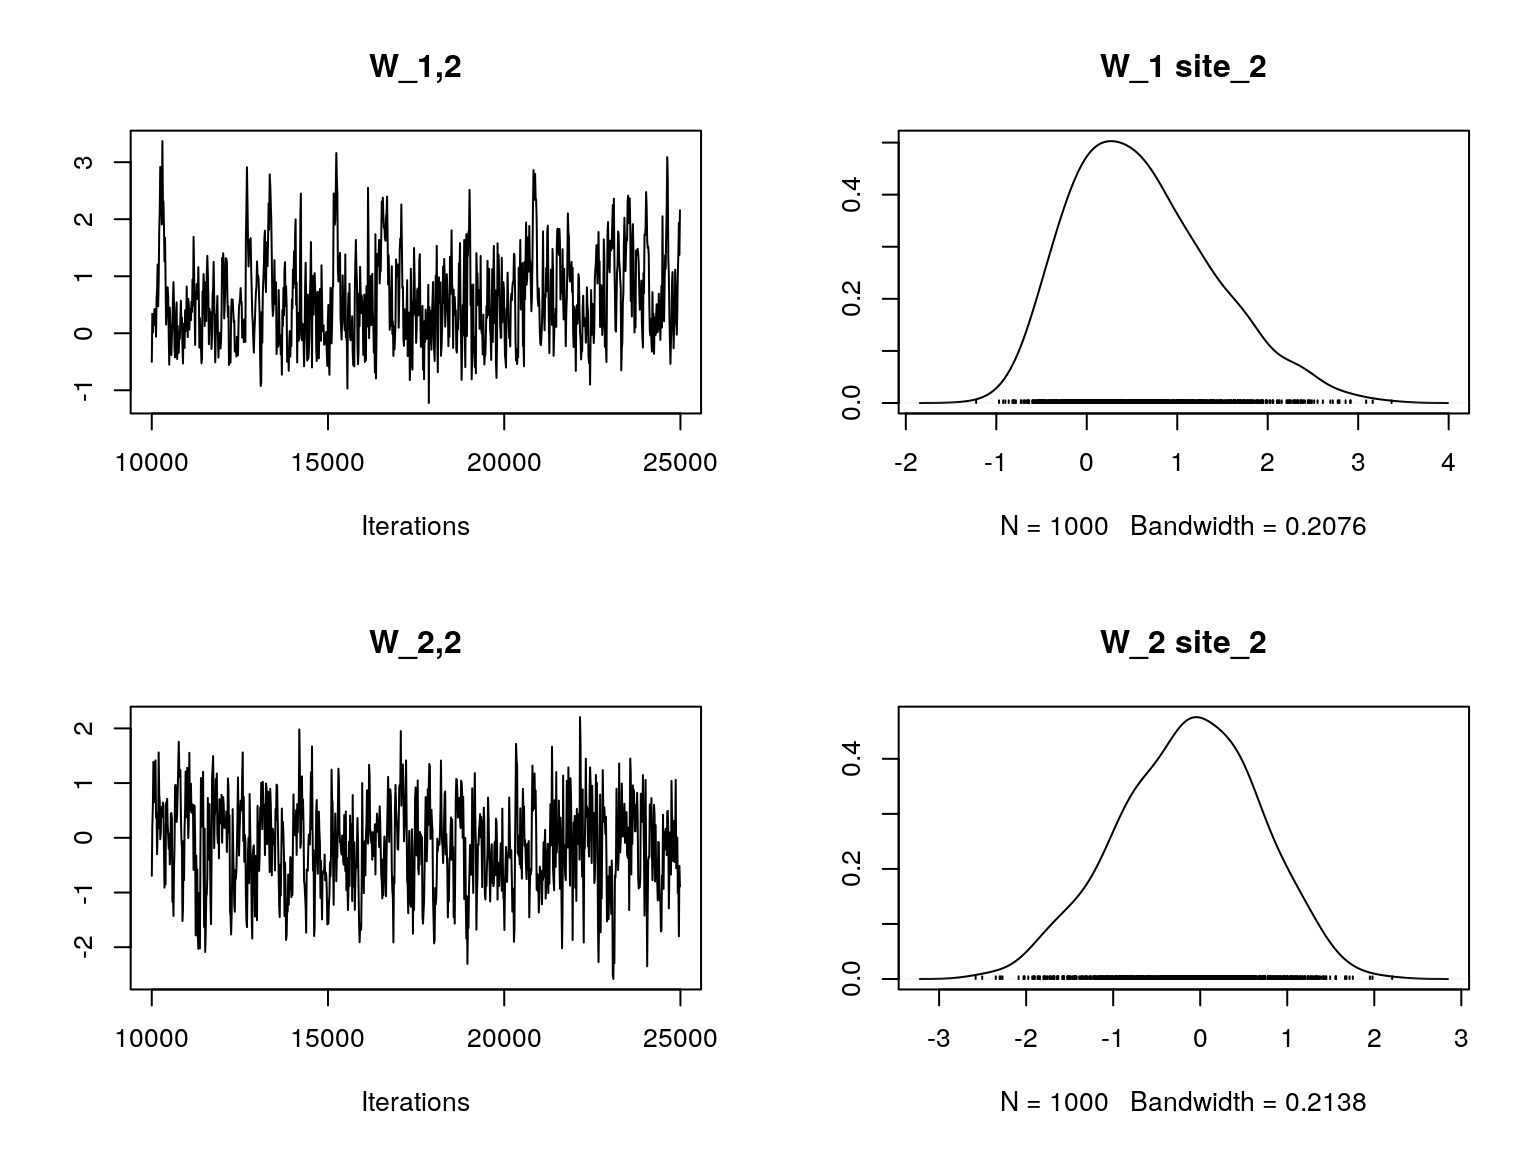 W_1,2
3
2
1
0
-1
10000 15000 20000 25000
Iterations
W_1 site_2
0.4
0.2
0.0
-2 -1 0 1 2 3 4
N = 1000 Bandwidth = 0.2076
W_2,2
2
1
0
-1
-2
10000 15000 20000 25000
Iterations
W_2 site_2
0.4
0.2
0.0
-3 -2 -1 0 1 2 3
N = 1000 Bandwidth = 0.2138